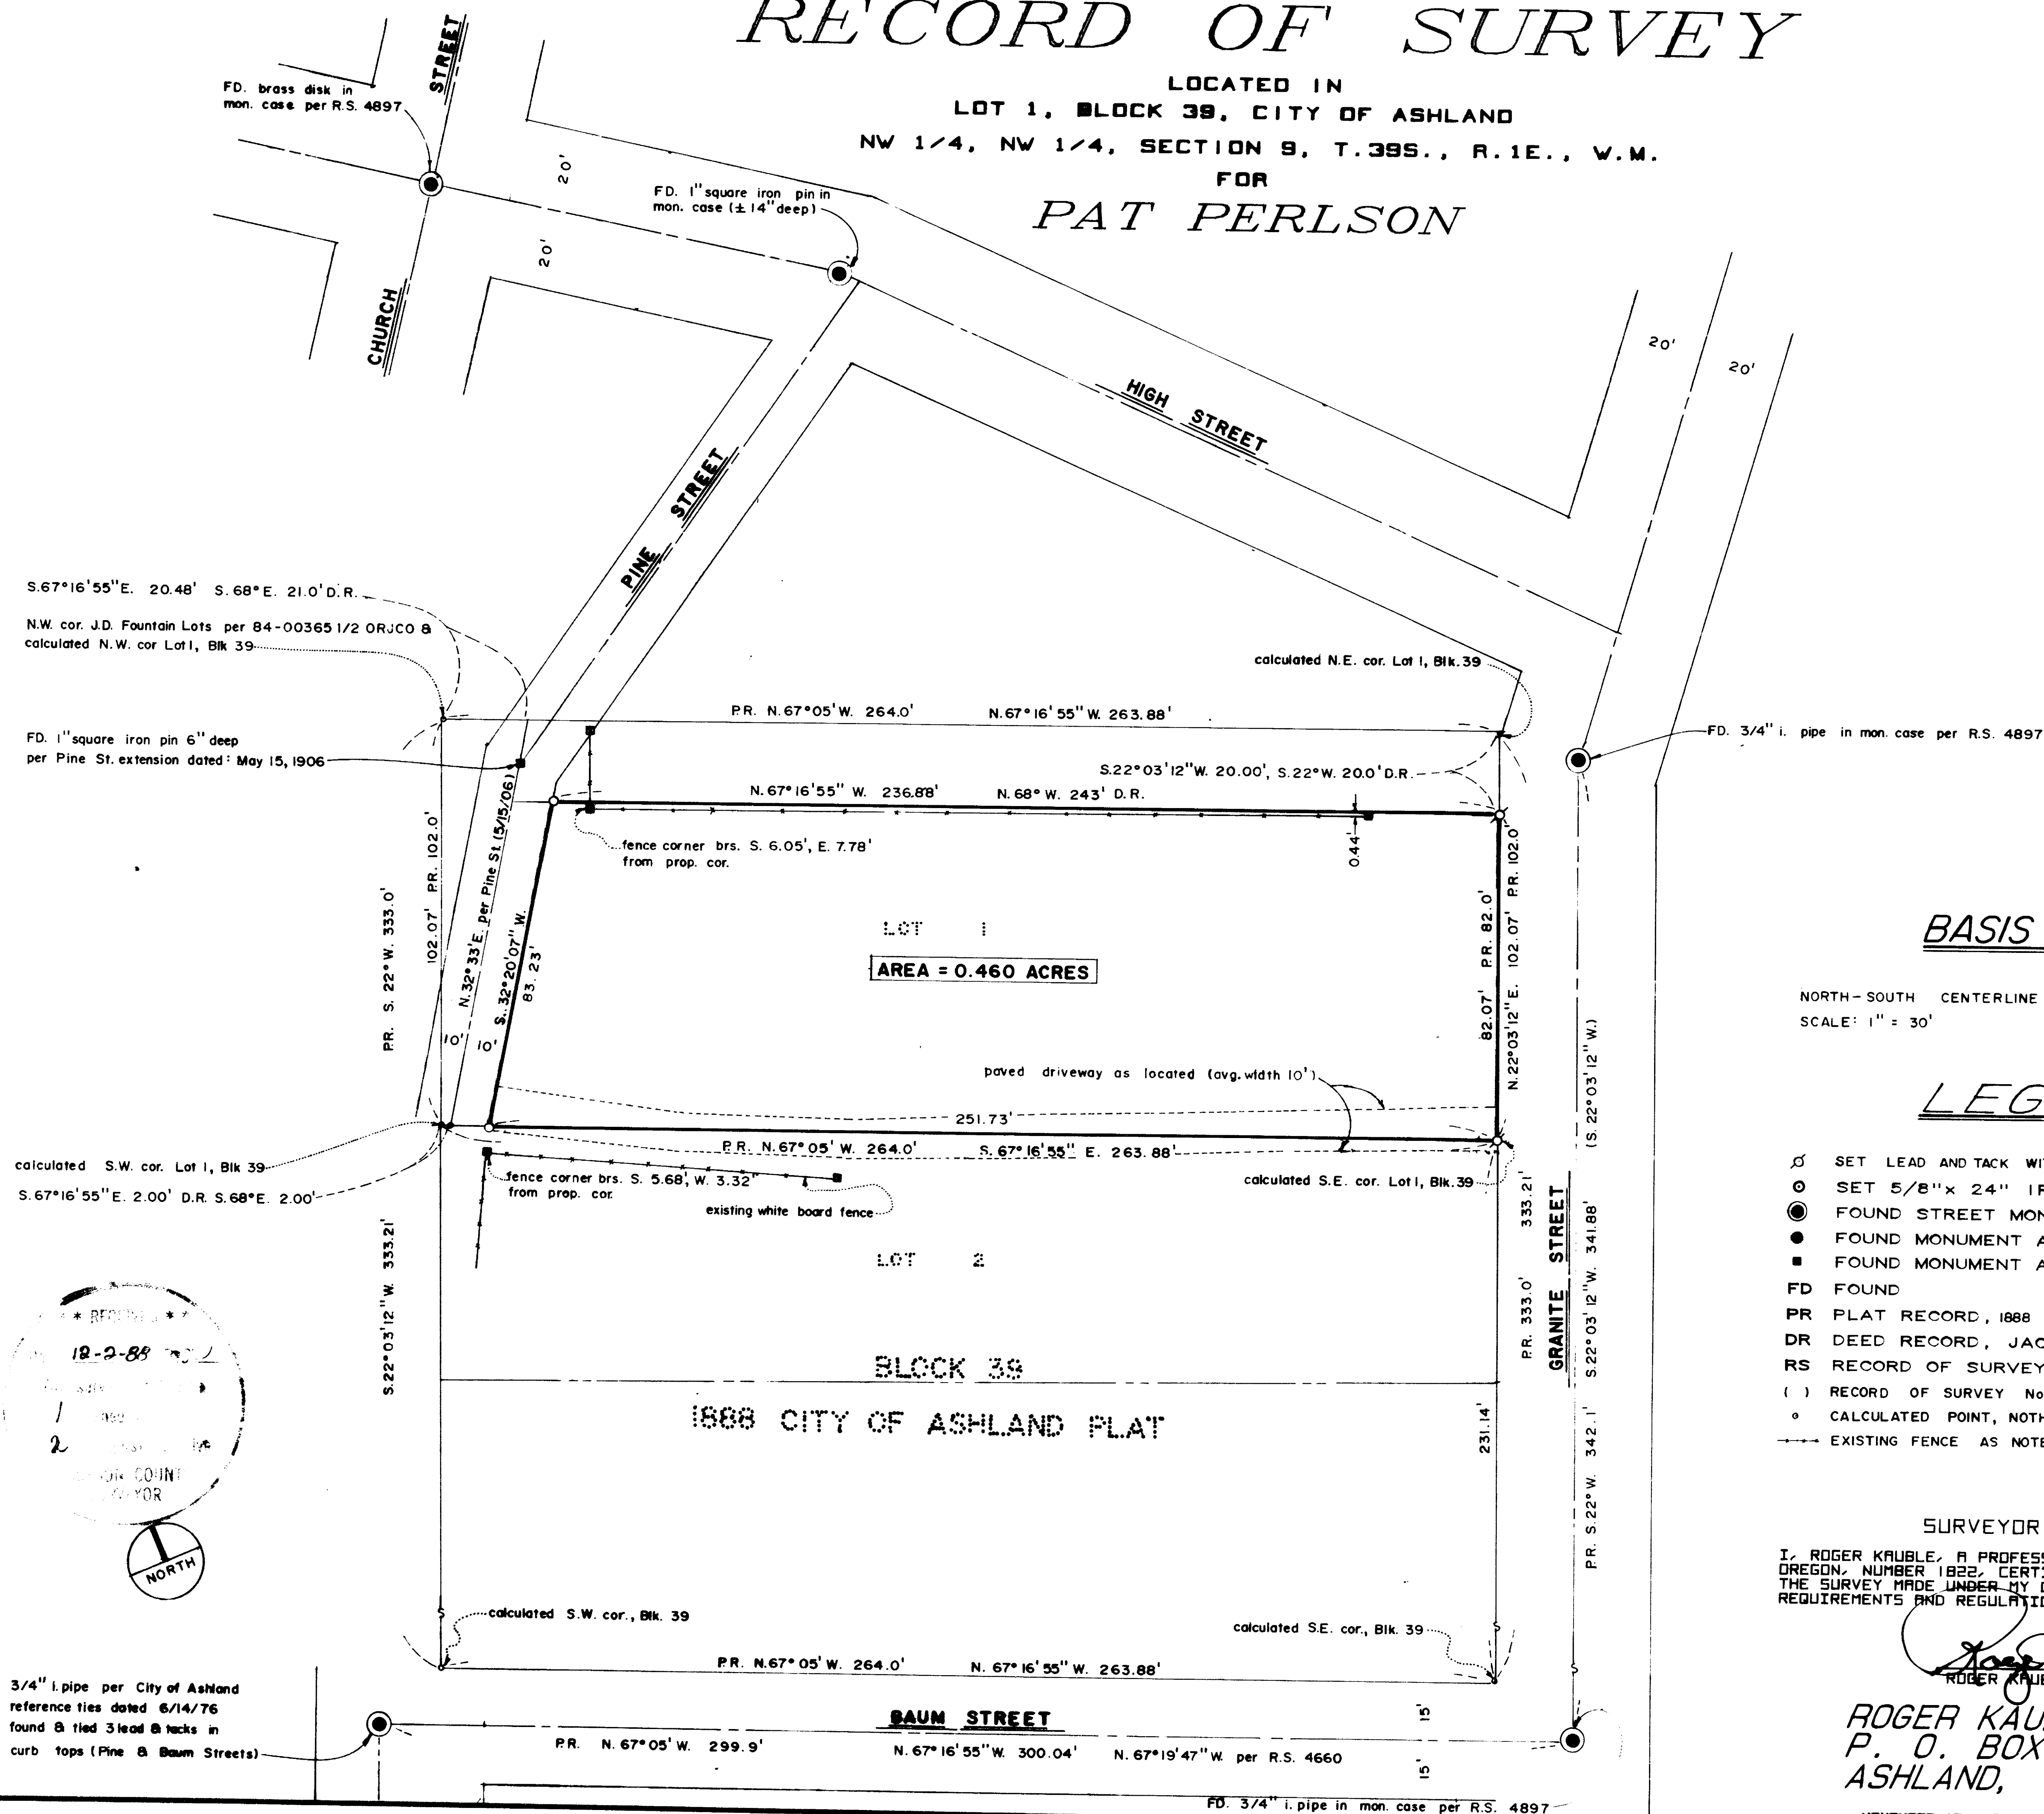 RECORD OF SURVEY
LOCATED IN
LOT 1, BLOCK 39, CITY OF ASHLAND
NW 1/4, NW 1/4, SECTION 9, T.39S., R.1E., W.M.
FOR
PAT PERLSON
CHURCH STREET
FD. brass disk in
mon. case per R.S. 4897
20'
20'
FD. 1" square iron pin in
mon. case (± 14" deep)
HIGH STREET
20'
20'
PINE STREET
S.67°16'55"E. 20.48' S.68°E. 21.0' D.R.
N.W. cor. J.D. Fountain Lots per 84-00365 1/2 ORJCO &
calculated N.W. cor Lot 1, Blk 39
FD. 1" square iron pin 6" deep
per Pine St. extension dated: May 15, 1906
calculated N.E. cor. Lot 1, Blk. 39
P.R. N.67°05'W. 264.0' N.67°16'55"W. 263.88'
FD. 3/4" i. pipe in mon. case per R.S. 4897
S.22°03'12"W. 20.00', S.22°W. 20.0' D.R.
N.67°16'55" W. 236.88' N.68°W. 243' D.R.
fence corner brs. S. 6.05', E. 7.78'
from prop. cor.
0.44'
P.R. S. 22° W. 333.0'
102.07' P.R. 102.0'
N.32°33'E. per Pine St. (5/15/06)
S. 32°20'07" W.
83.23'
10' 10'
LOT 1
AREA = 0.460 ACRES
82.07' P.R. 82.0'
N.22°03'12"E. 102.07' P.R. 102.0'
(S. 22°03'12" W.)
BASIS
NORTH-SOUTH CENTERLINE
SCALE: 1" = 30'
paved driveway as located (avg. width 10')
251.73'
P.R. N.67°05' W. 264.0' S.67°16'55" E. 263.88'
calculated S.W. cor. Lot 1, Blk 39
S.67°16'55"E. 2.00' D.R. S.68°E. 2.00'
fence corner brs. S. 5.68', W. 3.32'
from prop. cor.
existing white board fence
calculated S.E. cor. Lot 1, Blk. 39
LOT 2
S.22°03'12"W. 333.21'
P.R. 333.0' 333.21'
GRANITE STREET
P.R. S.22°W. 342.1' S.22°03'12"W. 341.88'
231.14'
BLOCK 39
1888 CITY OF ASHLAND PLAT
LEG
SET LEAD AND TACK WI
SET 5/8" x 24" IR
FOUND STREET MON
FOUND MONUMENT A
FOUND MONUMENT A
FD FOUND
PR PLAT RECORD, 1888
DR DEED RECORD, JAC
RS RECORD OF SURVEY
( ) RECORD OF SURVEY No
CALCULATED POINT, NOTH
EXISTING FENCE AS NOTE
12-2-88
1
2
COUNT
YOR
NORTH
SURVEYOR
I, ROGER KAUBLE, A PROFESS
OREGON, NUMBER 1822, CERTI
THE SURVEY MADE UNDER MY D
REQUIREMENTS AND REGULATIO
ROGER KAUB
ROGER KAU
P. O. BOX
ASHLAND,
calculated S.W. cor., Blk. 39
calculated S.E. cor., Blk. 39
P.R. N.67°05'W. 264.0' N. 67°16'55"W. 263.88'
3/4" i. pipe per City of Ashland
reference ties dated 6/14/76
found & tied 3 lead & tacks in
curb tops (Pine & Baum Streets)
BAUM STREET
P.R. N. 67°05'W. 299.9' N. 67°16'55"W. 300.04' N. 67°19'47"W. per R.S. 4660
15'
15'
FD. 3/4" i. pipe in mon. case per R.S. 4897